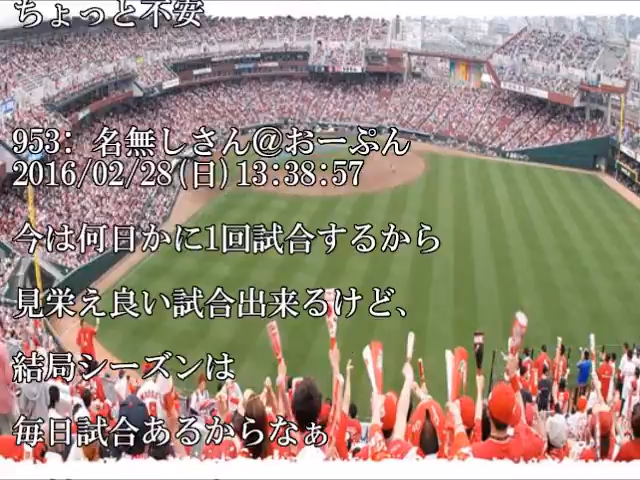 ちょっと不安
953: 名無しさん@おーぷん
2016/02/28(日)13:38:57
今は何日かに1回試合するから
見栄え良い試合出来るけど、
結局シーズンは
毎日試合あるからなぁ